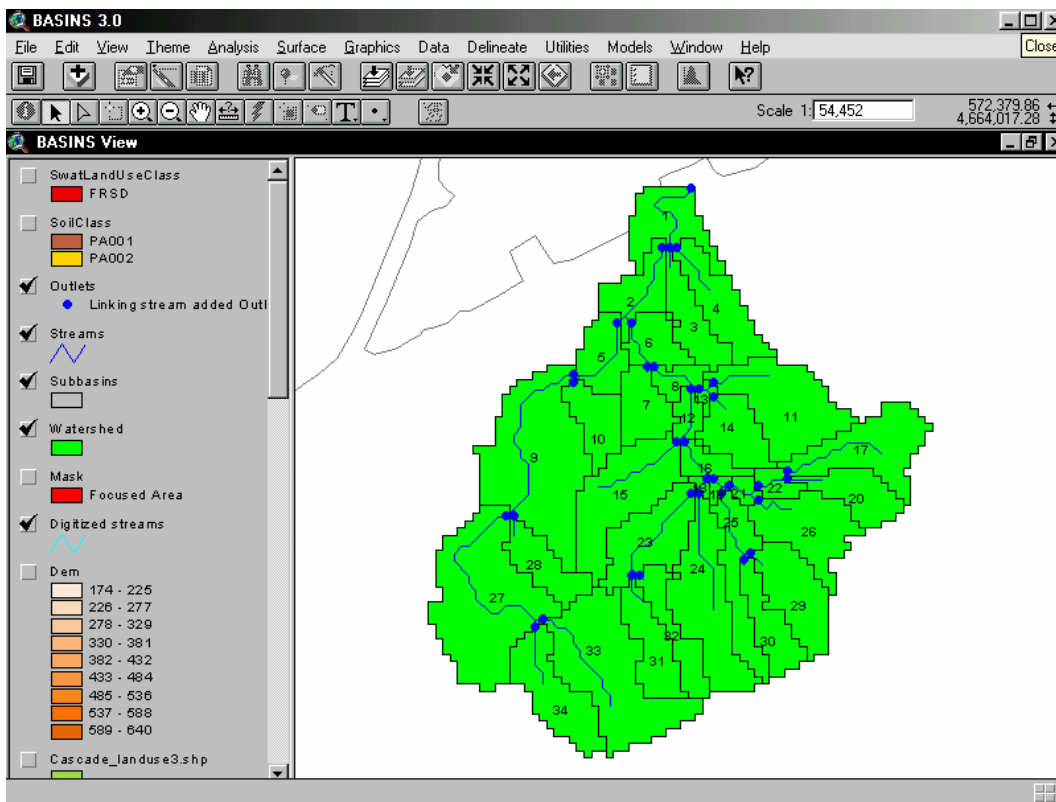 BASINS 3.0
File Edit View Theme Analysis Surface Graphics Data Delineate Utilities Models Window Help
Close
Scale 1: 54,452
572,379.86
4,664,017.28
BASINS View
SwatLandUseClass
FRSD
SoilClass
PA001
PA002
Outlets
Linking stream added Outl
Streams
Subbasins
Watershed
Mask
Focused Area
Digitized streams
Dem
174 - 225
226 - 277
278 - 329
330 - 381
382 - 432
433 - 484
485 - 536
537 - 588
589 - 640
Cascade_landuse3.shp
1
2
4
3
5
6
8
7
13
12
11
14
10
9
17
16
15
18
19
21
22
20
25
26
23
24
28
27
29
32
30
33
31
34